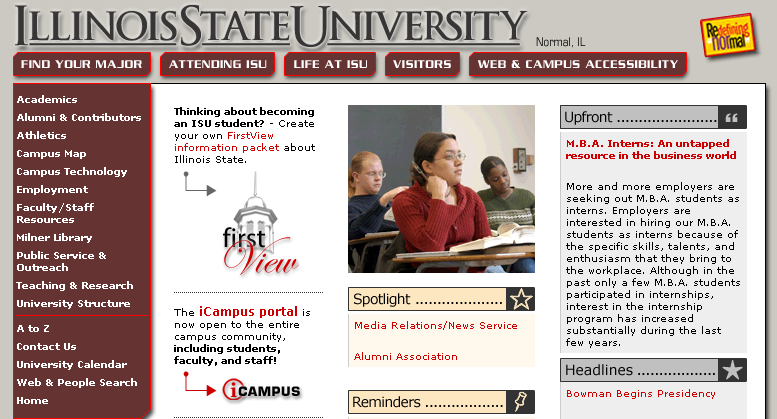 ILLINOIS STATE UNIVERSITY
Normal, IL
Redefining
normal
FIND YOUR MAJOR
ATTENDING ISU
LIFE AT ISU
VISITORS
WEB & CAMPUS ACCESSIBILITY
Academics
Alumni & Contributors
Athletics
Campus Map
Campus Technology
Employment
Faculty/Staff
Resources
Milner Library
Public Service &
Outreach
Teaching & Research
University Structure
A to Z
Contact Us
University Calendar
Web & People Search
Home
Thinking about becoming
an ISU student? - Create
your own FirstView
information packet about
Illinois State.
first
View
The iCampus portal is
now open to the entire
campus community,
including students,
faculty, and staff!
iCAMPUS
Spotlight ....................
Media Relations/News Service
Alumni Association
Reminders ..................
Upfront .......................
M.B.A. Interns: An untapped
resource in the business world
More and more employers are
seeking out M.B.A. students as
interns. Employers are
interested in hiring our M.B.A.
students as interns because of
the specific skills, talents, and
enthusiasm that they bring to
the workplace. Although in the
past only a few M.B.A. students
participated in internships,
interest in the internship
program has increased
substantially during the last
few years.
Headlines ..................
Bowman Begins Presidency